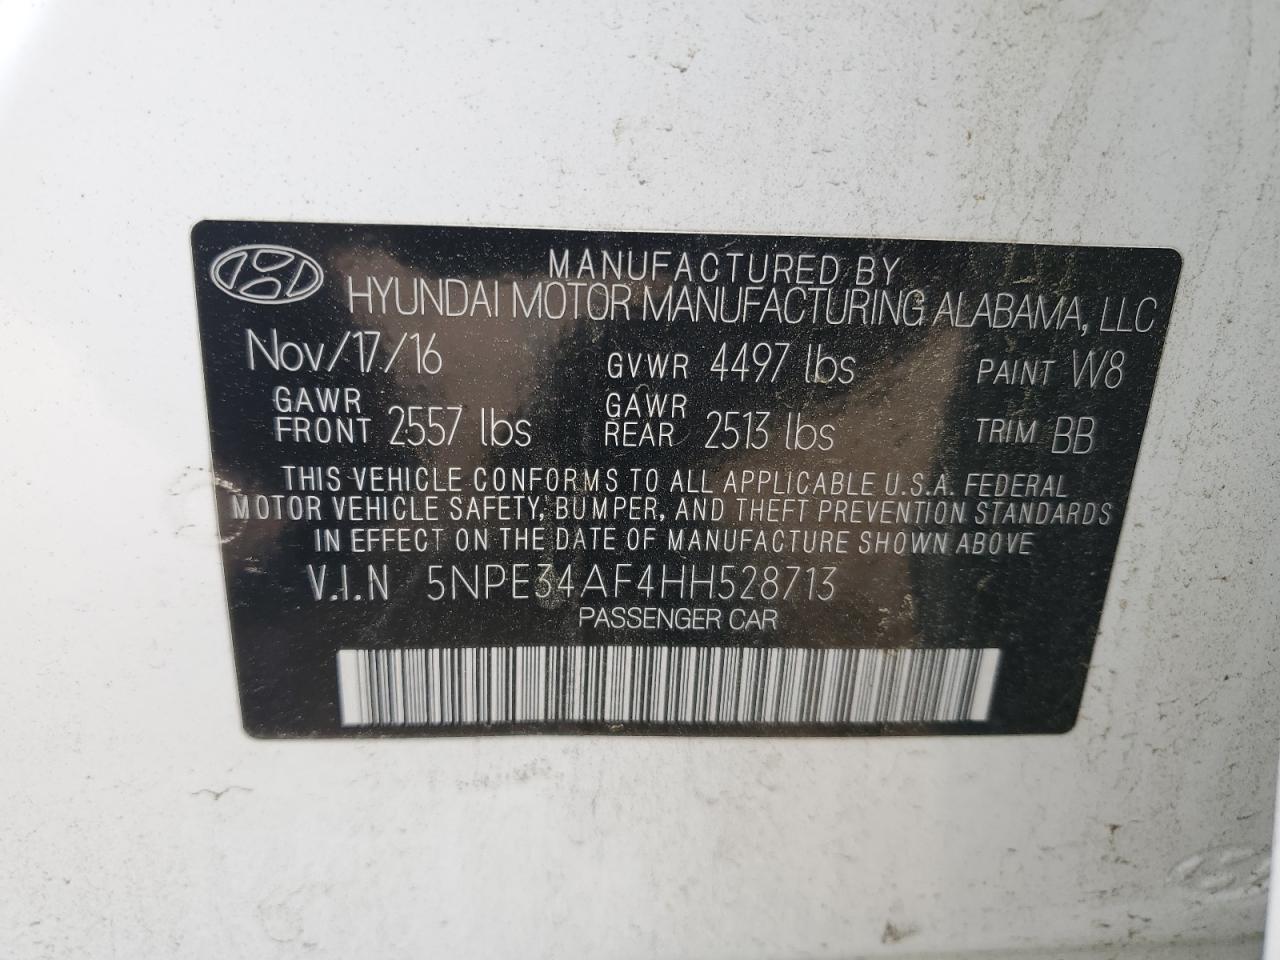 MANUFACTURED BY
HYUNDAI MOTOR MANUFACTURING ALABAMA, LLC
Nov/17/16 GVWR 4497 lbs PAINT W8
GAWR FRONT 2557 lbs GAWR REAR 2513 lbs TRIM BB
THIS VEHICLE CONFORMS TO ALL APPLICABLE U.S.A. FEDERAL
MOTOR VEHICLE SAFETY, BUMPER, AND THEFT PREVENTION STANDARDS
IN EFFECT ON THE DATE OF MANUFACTURE SHOWN ABOVE
V.I.N 5NPE34AF4HH528713
PASSENGER CAR